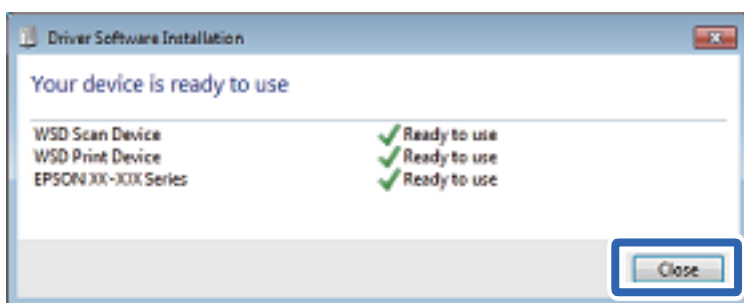 Driver Software Installation
Your device is ready to use
WSD Scan Device Ready to use
WSD Print Device Ready to use
EPSON XX-XXX Series Ready to use
Close